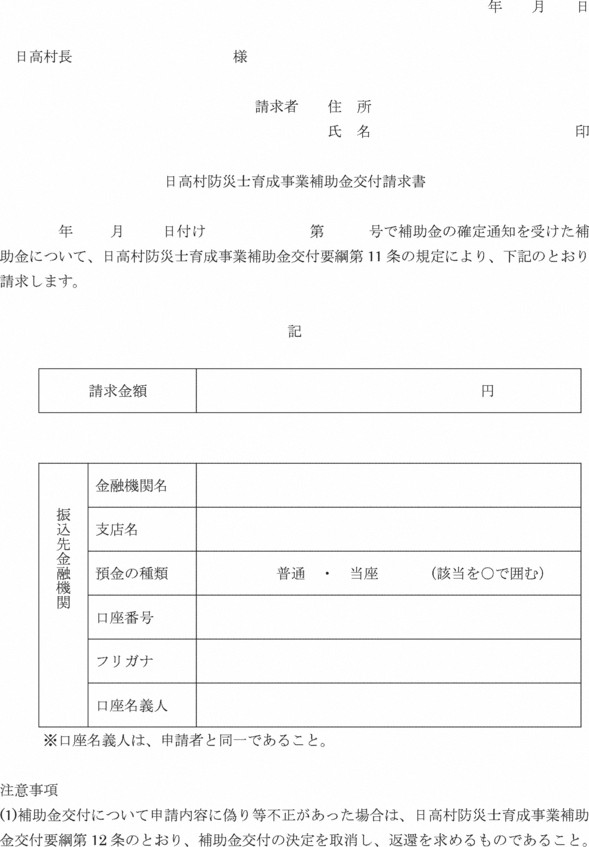 年　月　日
日高村長　様
請求者　住　所
氏　名　印
日高村防災士育成事業補助金交付請求書
年　月　日付け　第　号で補助金の確定通知を受けた補
助金について、日高村防災士育成事業補助金交付要綱第11条の規定により、下記のとおり
請求します。
記
請求金額　円
振込先金融機関
金融機関名
支店名
預金の種類　普通　・　当座　(該当を○で囲む)
口座番号
フリガナ
口座名義人
※口座名義人は、申請者と同一であること。
注意事項
(1)補助金交付について申請内容に偽り等不正があった場合は、日高村防災士育成事業補助
金交付要綱第12条のとおり、補助金交付の決定を取消し、返還を求めるものであること。